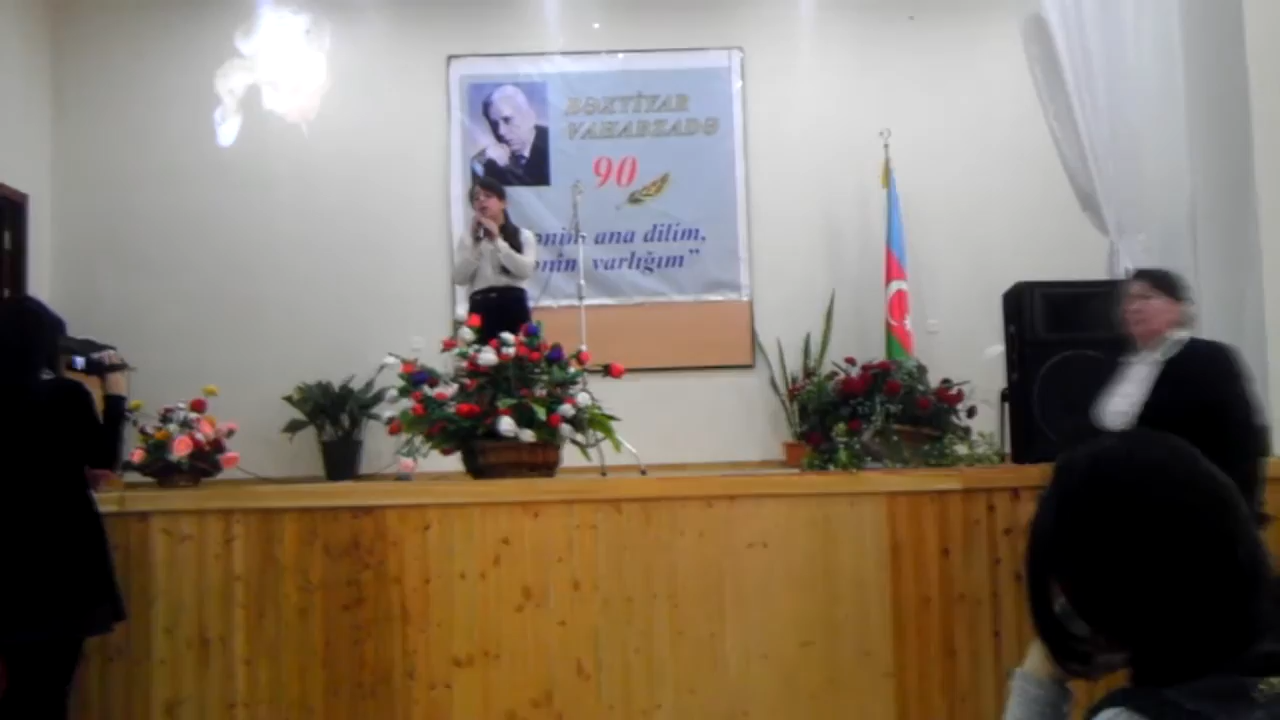 BƏXTİYAR
VAHABZADƏ
90
ana dilim,
varlığım”